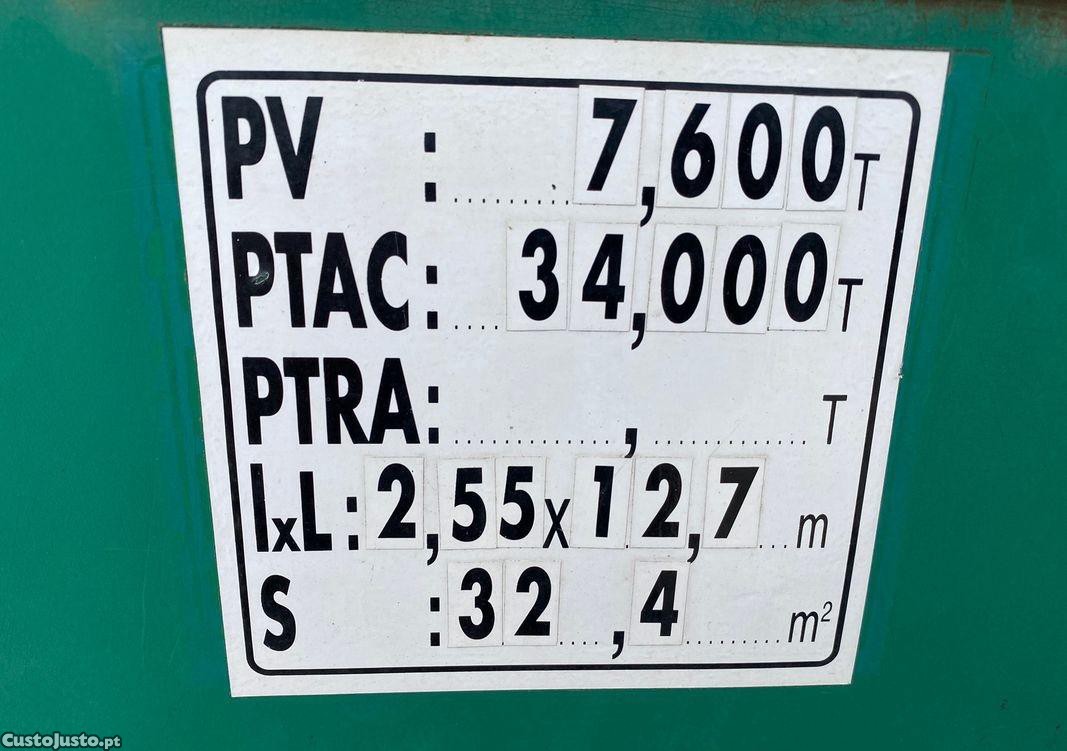 PV : 7,600 T
PTAC : 34,000 T
PTRA : , T
lxL : 2,55 x 12,7 m
S : 32,4 m²
CustoJusto.pt